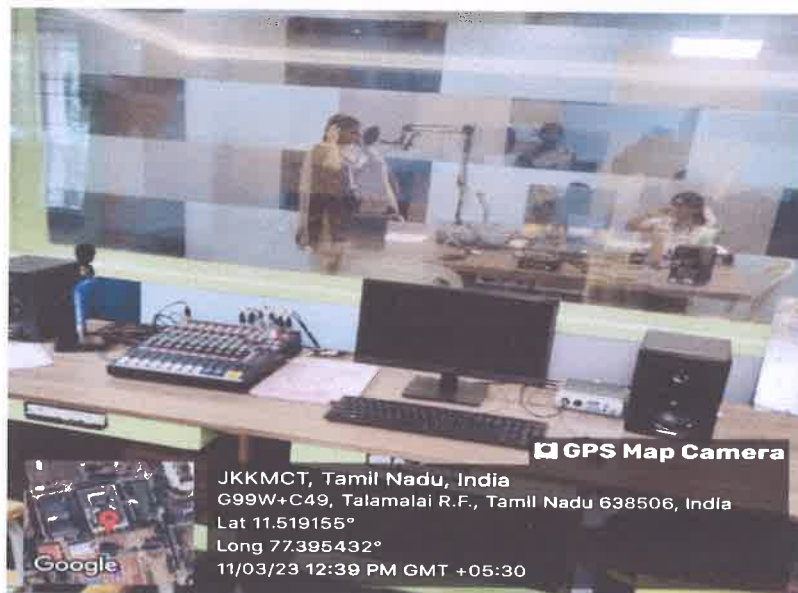 GPS Map Camera
JKKMCT, Tamil Nadu, India
G99W+C49, Talamalai R.F., Tamil Nadu 638506, India
Lat 11.519155°
Long 77.395432°
11/03/23 12:39 PM GMT +05:30
Google